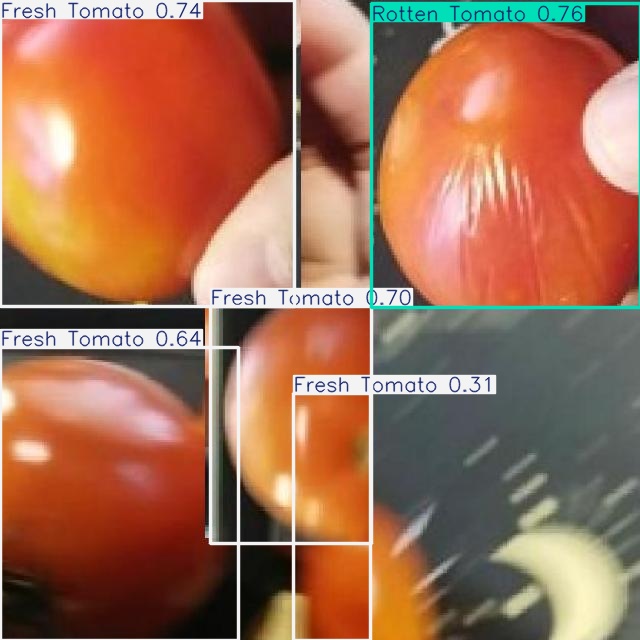 Fresh Tomato 0.74
Rotten Tomato 0.76
Fresh Tomato 0.70
Fresh Tomato 0.64
Fresh Tomato 0.31